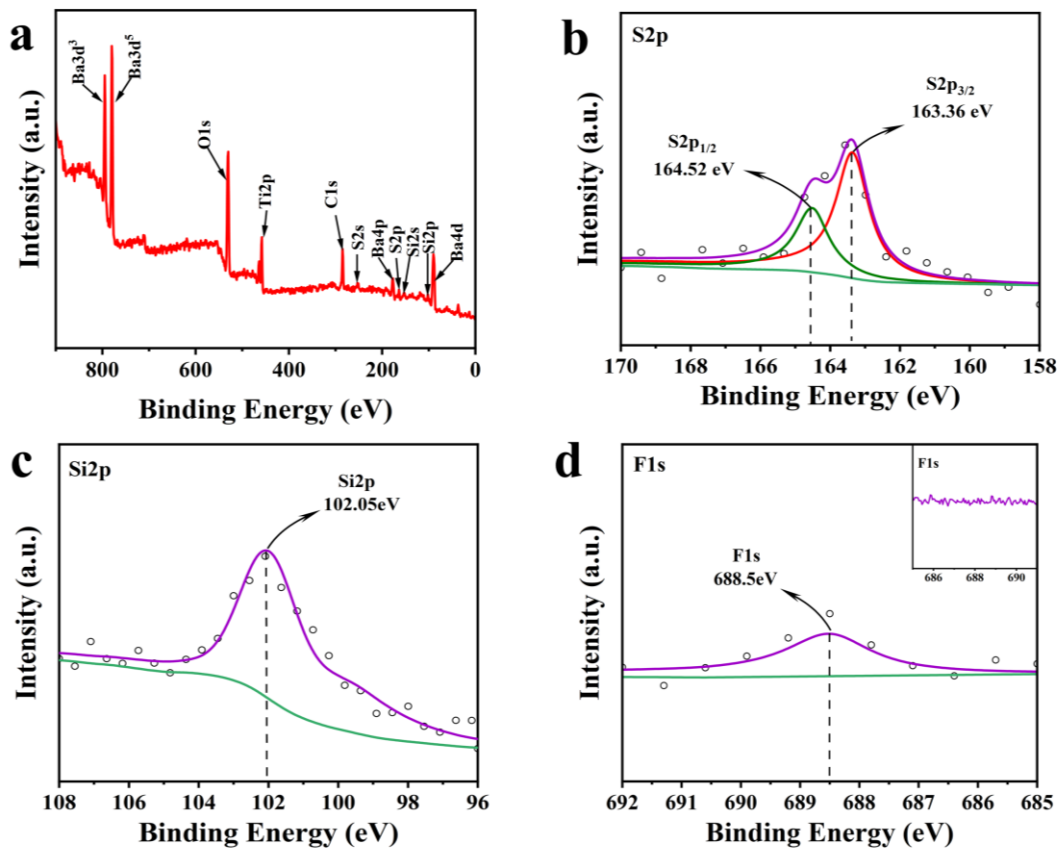 a
Ba3d³
Ba3d⁵
O1s
Ti2p
C1s
S2s
Ba4p
S2p
Si2s
Si2p
Ba4d
Intensity (a.u.)
800
600
400
200
0
Binding Energy (eV)
b
S2p
S2p₃/₂
163.36 eV
S2p₁/₂
164.52 eV
Intensity (a.u.)
170
168
166
164
162
160
158
Binding Energy (eV)
c
Si2p
Si2p
102.05eV
Intensity (a.u.)
108
106
104
102
100
98
96
Binding Energy (eV)
d
F1s
F1s
686
688
690
F1s
688.5eV
Intensity (a.u.)
692
691
690
689
688
687
686
685
Binding Energy (eV)